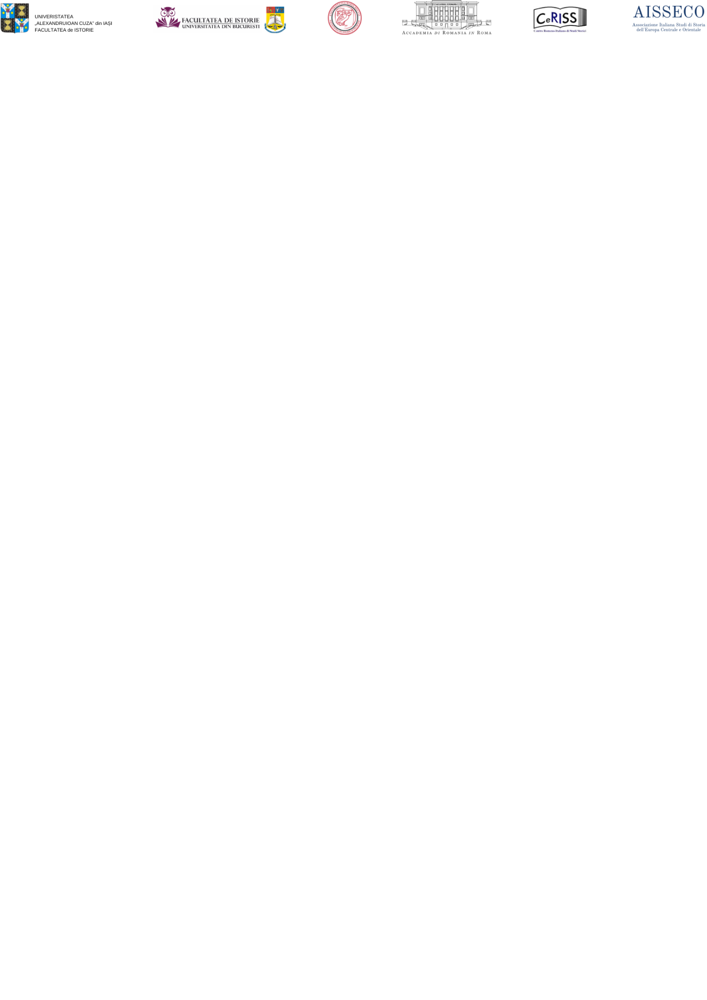 UNIVERISTATEA
„ALEXANDRUIOAN CUZA” din IAȘI
FACULTATEA de ISTORIE
FACULTATEA DE ISTORIE
UNIVERSITATEA DIN BUCUREȘTI
ACCADEMIA DI ROMANIA IN ROMA
CeRISS
Centro Romeno-Italiano di Studi Storici
AISSECO
Associazione Italiana Studi di Storia
dell'Europa Centrale e Orientale